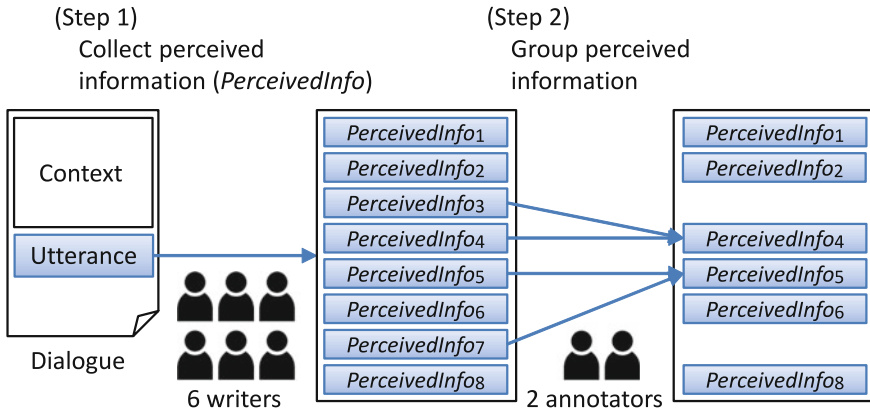 (Step 1)
Collect perceived
information (PerceivedInfo)
(Step 2)
Group perceived
information
Context
Utterance
Dialogue
6 writers
PerceivedInfo1
PerceivedInfo2
PerceivedInfo3
PerceivedInfo4
PerceivedInfo5
PerceivedInfo6
PerceivedInfo7
PerceivedInfo8
2 annotators
PerceivedInfo1
PerceivedInfo2
PerceivedInfo4
PerceivedInfo5
PerceivedInfo6
PerceivedInfo8